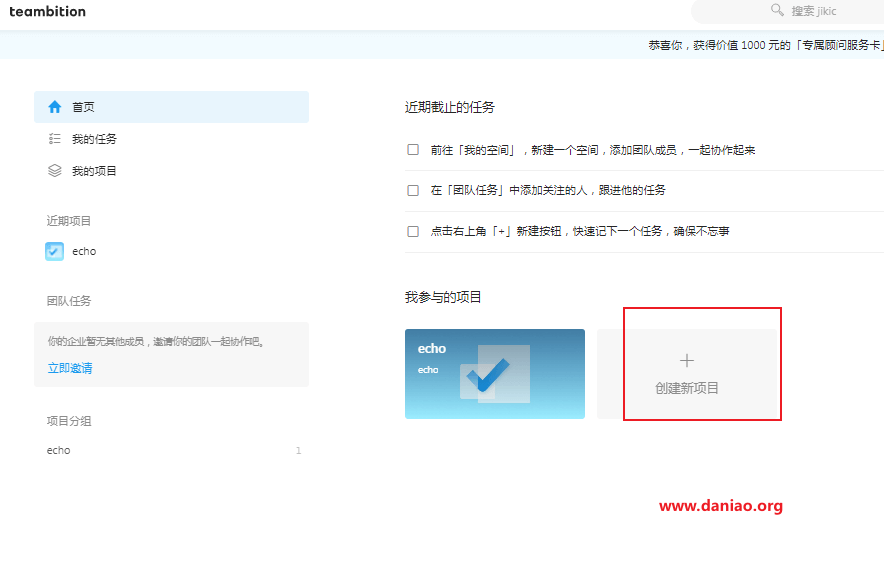 teambition
搜索 jikic
恭喜你，获得价值 1000 元的「专属顾问服务卡」
首页
我的任务
我的项目
近期项目
echo
团队任务
你的企业暂无其他成员，邀请你的团队一起协作吧。
立即邀请
项目分组
echo 1
近期截止的任务
前往「我的空间」，新建一个空间，添加团队成员，一起协作起来
在「团队任务」中添加关注的人，跟进他的任务
点击右上角「+」新建按钮，快速记下一个任务，确保不忘事
我参与的项目
echo
echo
创建新项目
www.daniao.org